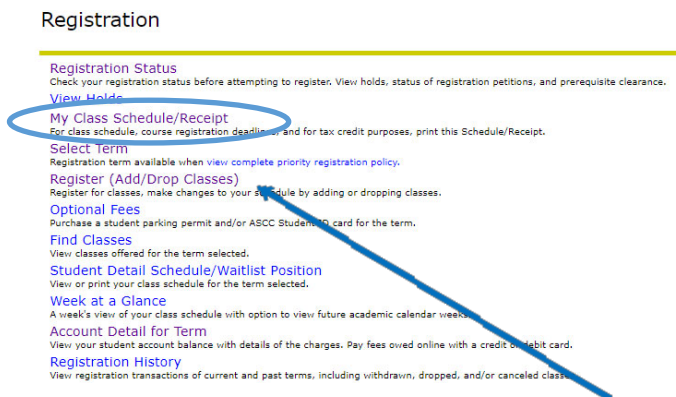 Registration
Registration Status
Check your registration status before attempting to register. View holds, status of registration petitions, and prerequisite clearance.
View Holds
My Class Schedule/Receipt
For class schedule, course registration deadlines, and for tax credit purposes, print this Schedule/Receipt.
Select Term
Registration term available when view complete priority registration policy.
Register (Add/Drop Classes)
Register for classes, make changes to your schedule by adding or dropping classes.
Optional Fees
Purchase a student parking permit and/or ASCC Student ID card for the term.
Find Classes
View classes offered for the term selected.
Student Detail Schedule/Waitlist Position
View or print your class schedule for the term selected.
Week at a Glance
A week's view of your class schedule with option to view future academic calendar weeks.
Account Detail for Term
View your student account balance with details of the charges. Pay fees owed online with a credit or debit card.
Registration History
View registration transactions of current and past terms, including withdrawn, dropped, and/or canceled classes.